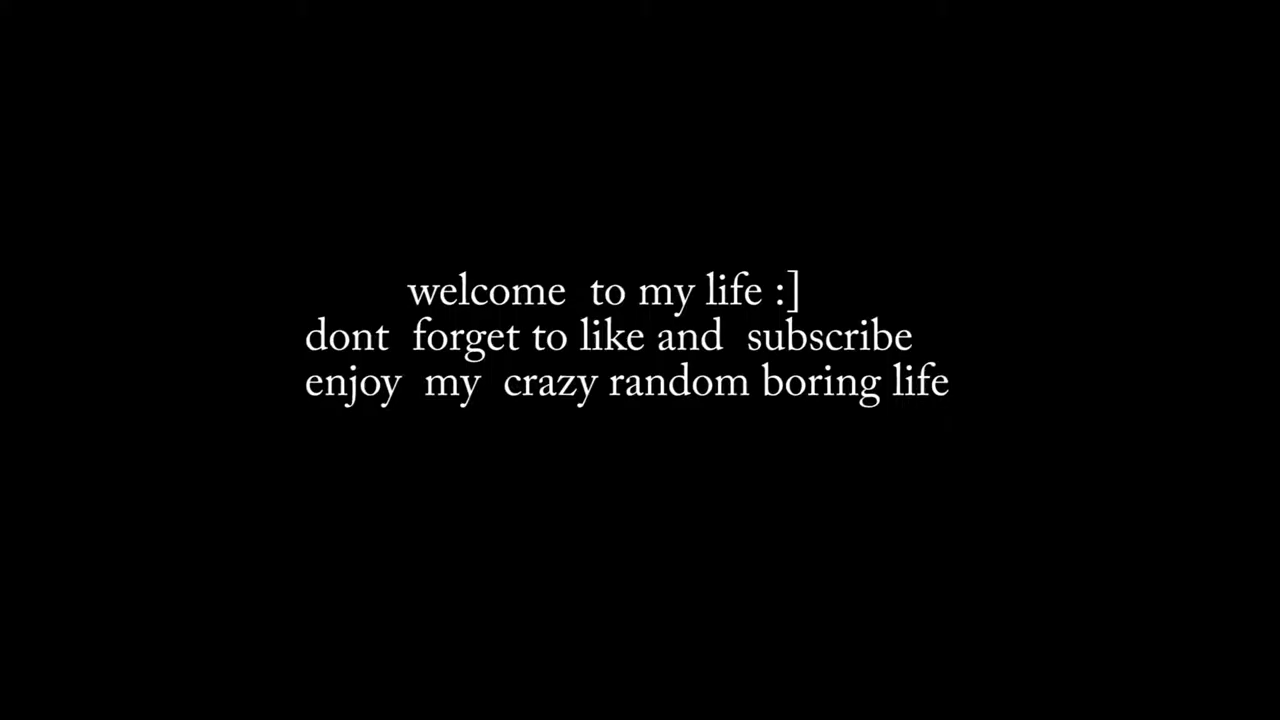 welcome to my life :]
dont forget to like and subscribe
enjoy my crazy random boring life